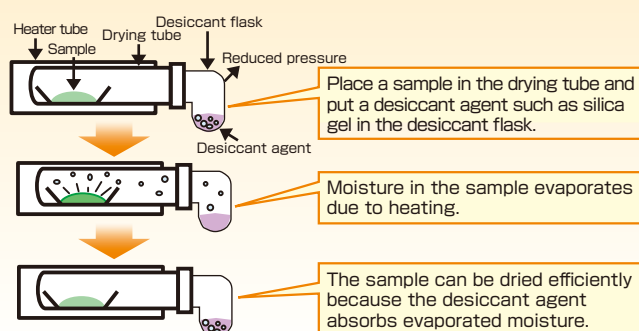 Desiccant flask
Heater tube
Drying tube
Sample
Reduced pressure
Place a sample in the drying tube and
put a desiccant agent such as silica
gel in the desiccant flask.
Desiccant agent
Moisture in the sample evaporates
due to heating.
The sample can be dried efficiently
because the desiccant agent
absorbs evaporated moisture.